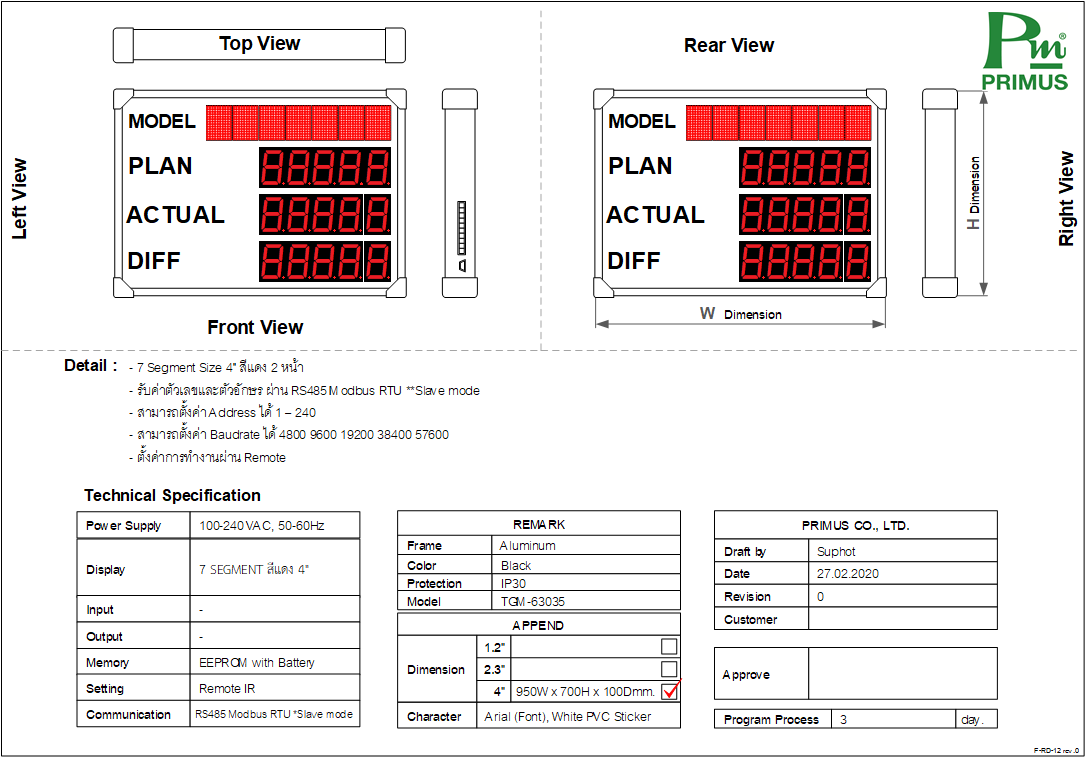 Top View
Rear View
Pm®
PRIMUS
MODEL
PLAN 88888
ACTUAL 88888
DIFF 88888
Left View
Front View
MODEL
PLAN 88888
ACTUAL 88888
DIFF 88888
H Dimension
W Dimension
Right View
Detail :
- 7 Segment Size 4" สีแดง 2 หน้า
- รับค่าตัวเลขและตัวอักษร ผ่าน RS485 Modbus RTU **Slave mode
- สามารถตั้งค่า Address ได้ 1 – 240
- สามารถตั้งค่า Baudrate ได้ 4800 9600 19200 38400 57600
- ตั้งค่าการทำงานผ่าน Remote
Technical Specification
Power Supply 100-240 VAC, 50-60Hz
Display 7 SEGMENT สีแดง 4"
Input -
Output -
Memory EEPROM with Battery
Setting Remote IR
Communication RS485 Modbus RTU *Slave mode
REMARK
Frame Aluminum
Color Black
Protection IP30
Model TGM-63035
APPEND
Dimension
1.2"
2.3"
4" 950W x 700H x 100Dmm.
Character Arial (Font), White PVC Sticker
PRIMUS CO., LTD.
Draft by Suphot
Date 27.02.2020
Revision 0
Customer
Approve
Program Process 3 day.
F-RD-12 rev.0